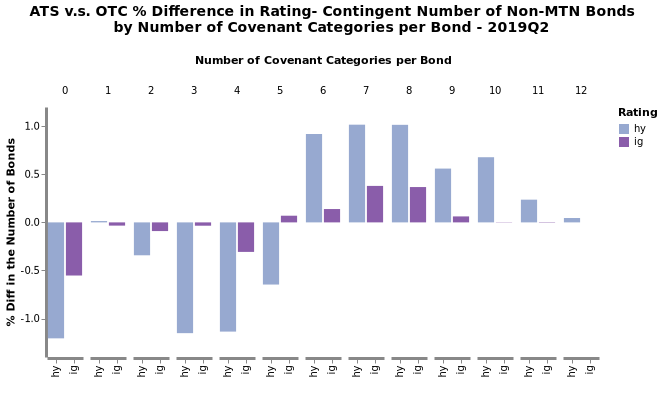 ATS v.s. OTC % Difference in Rating- Contingent Number of Non-MTN Bonds
by Number of Covenant Categories per Bond - 2019Q2
Number of Covenant Categories per Bond
0 1 2 3 4 5 6 7 8 9 10 11 12
Rating
hy
ig
% Diff in the Number of Bonds
1.0
0.5
0.0
-0.5
-1.0
hy ig hy ig hy ig hy ig hy ig hy ig hy ig hy ig hy ig hy ig hy ig hy ig hy ig